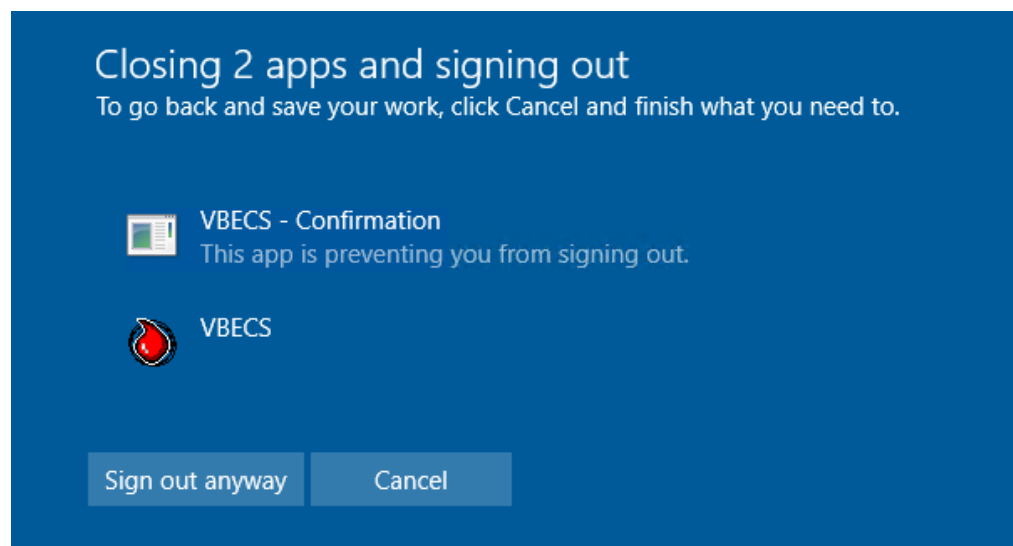 Closing 2 apps and signing out
To go back and save your work, click Cancel and finish what you need to.
VBECS - Confirmation
This app is preventing you from signing out.
VBECS
Sign out anyway
Cancel